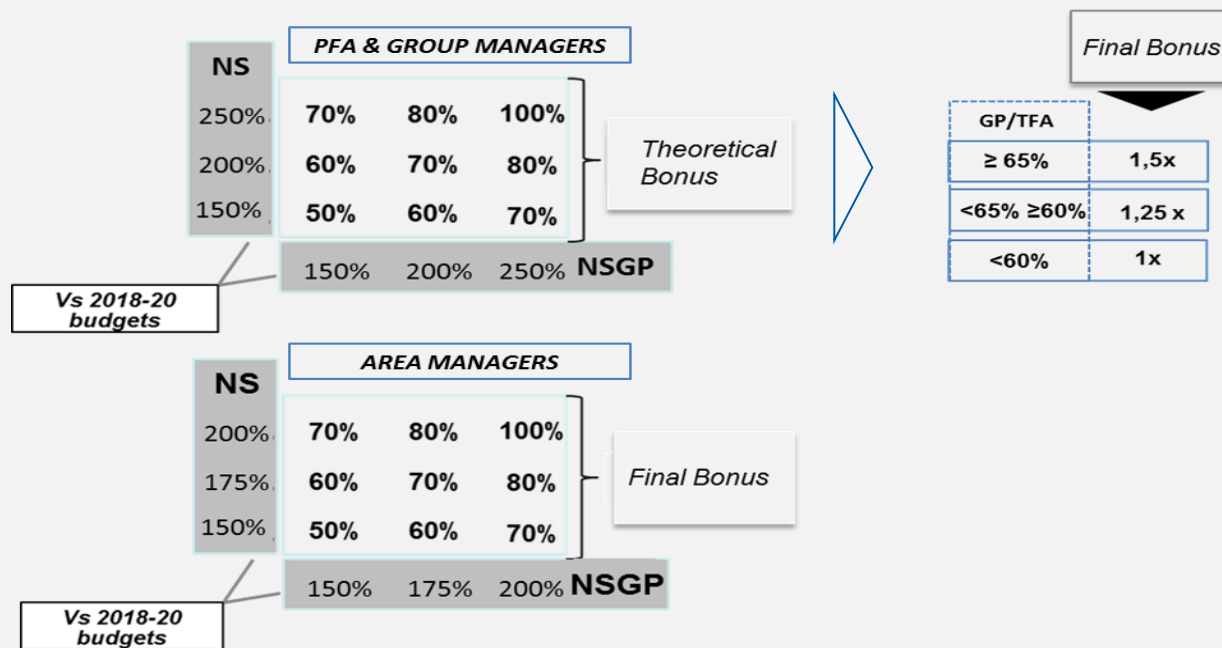 PFA & GROUP MANAGERS
NS
250% 70% 80% 100%
200% 60% 70% 80%
150% 50% 60% 70%
150% 200% 250% NSGP
Theoretical
Bonus
Vs 2018-20
budgets
Final Bonus
GP/TFA
≥ 65% 1,5x
<65% ≥60% 1,25 x
<60% 1x
AREA MANAGERS
NS
200% 70% 80% 100%
175% 60% 70% 80%
150% 50% 60% 70%
150% 175% 200% NSGP
Final Bonus
Vs 2018-20
budgets